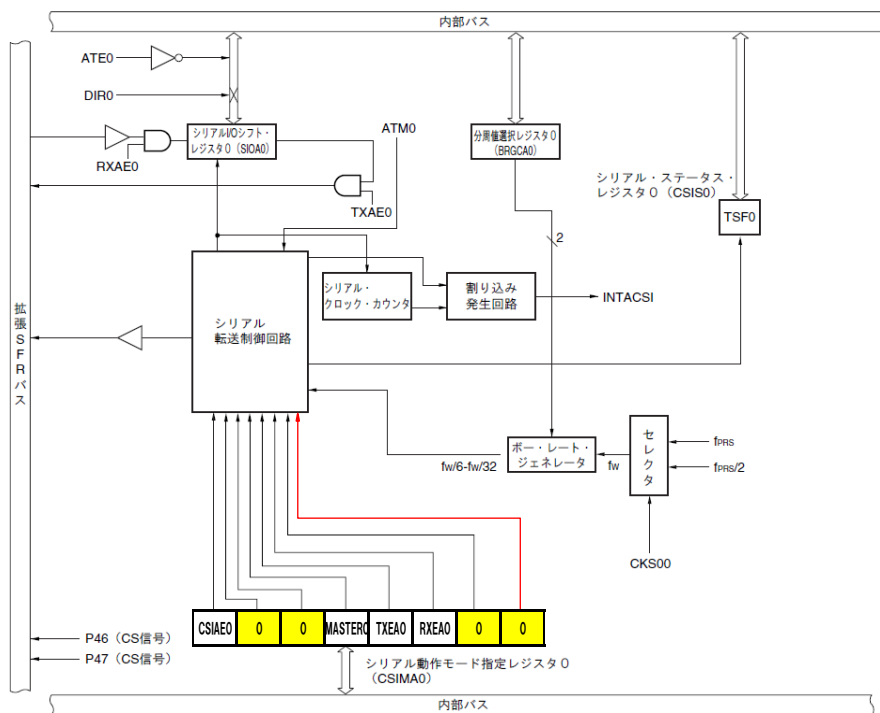 内部バス
ATE0
DIR0
シリアルI/Oシフト・
レジスタ0（SIOA0）
ATM0
分周値選択レジスタ0
（BRGCA0）
RXAE0
TXAE0
シリアル・ステータス・
レジスタ0（CSIS0）
TSF0
2
拡張SFRバス
シリアル
転送制御回路
シリアル・
クロック・カウンタ
割り込み
発生回路
INTACSI
fw/6-fw/32
ボー・レート・
ジェネレータ
fw
セレクタ
fPRS
fPRS/2
CKS00
CSIAE0 0 0 MASTER0 TXEA0 RXEA0 0 0
P46（CS信号）
P47（CS信号）
シリアル動作モード指定レジスタ0
（CSIMA0）
内部バス